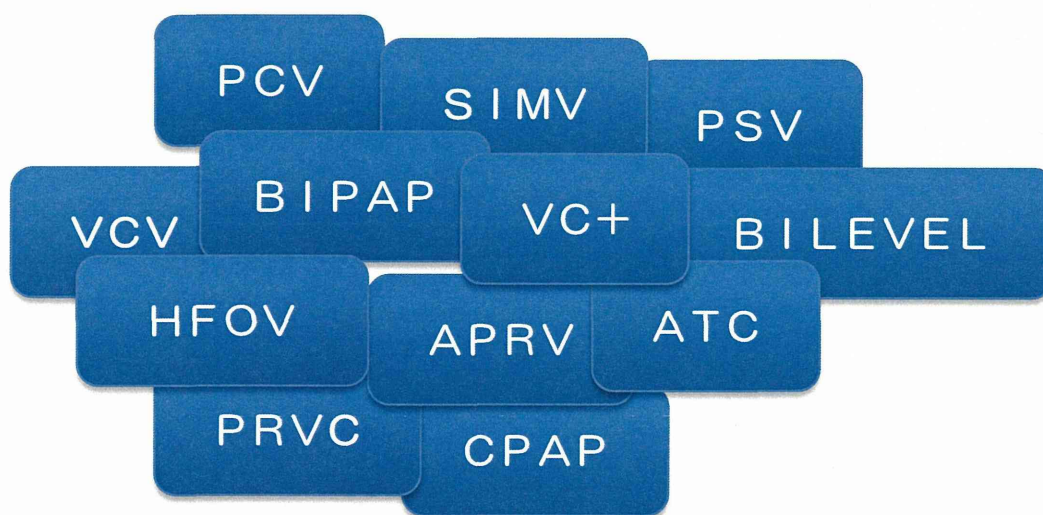 PCV
SIMV
PSV
BIPAP
VCV
VC+
BILEVEL
HFOV
APRV
ATC
PRVC
CPAP